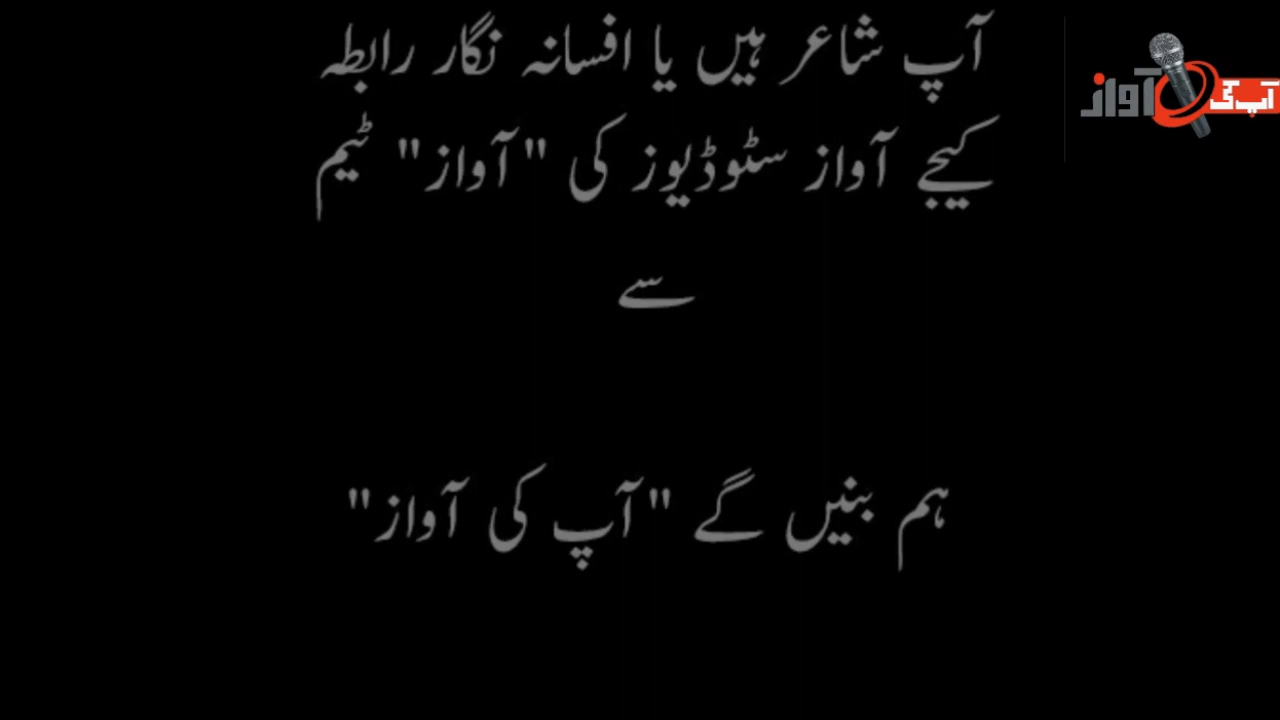 آپ شاعر ہیں یا افسانہ نگار رابطہ
کیجے آواز سٹوڈیوز کی "آواز" ٹیم
سے
ہم بنیں گے "آپ کی آواز"
آپ کی آواز